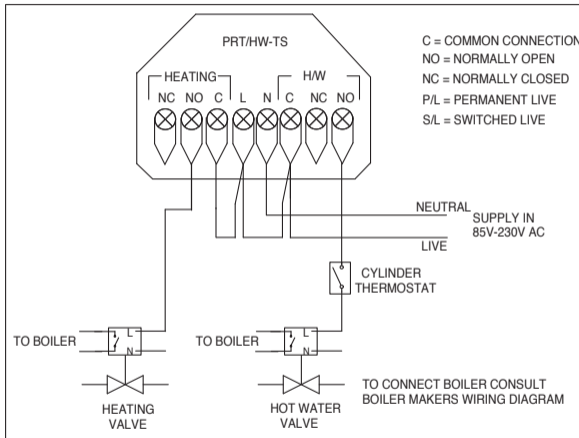 PRT/HW-TS
HEATING
H/W
NC NO C L N C NC NO
C = COMMON CONNECTION
NO = NORMALLY OPEN
NC = NORMALLY CLOSED
P/L = PERMANENT LIVE
S/L = SWITCHED LIVE
NEUTRAL
LIVE
SUPPLY IN
85V-230V AC
CYLINDER
THERMOSTAT
TO BOILER
L
N
HEATING
VALVE
TO BOILER
L
N
HOT WATER
VALVE
TO CONNECT BOILER CONSULT
BOILER MAKERS WIRING DIAGRAM